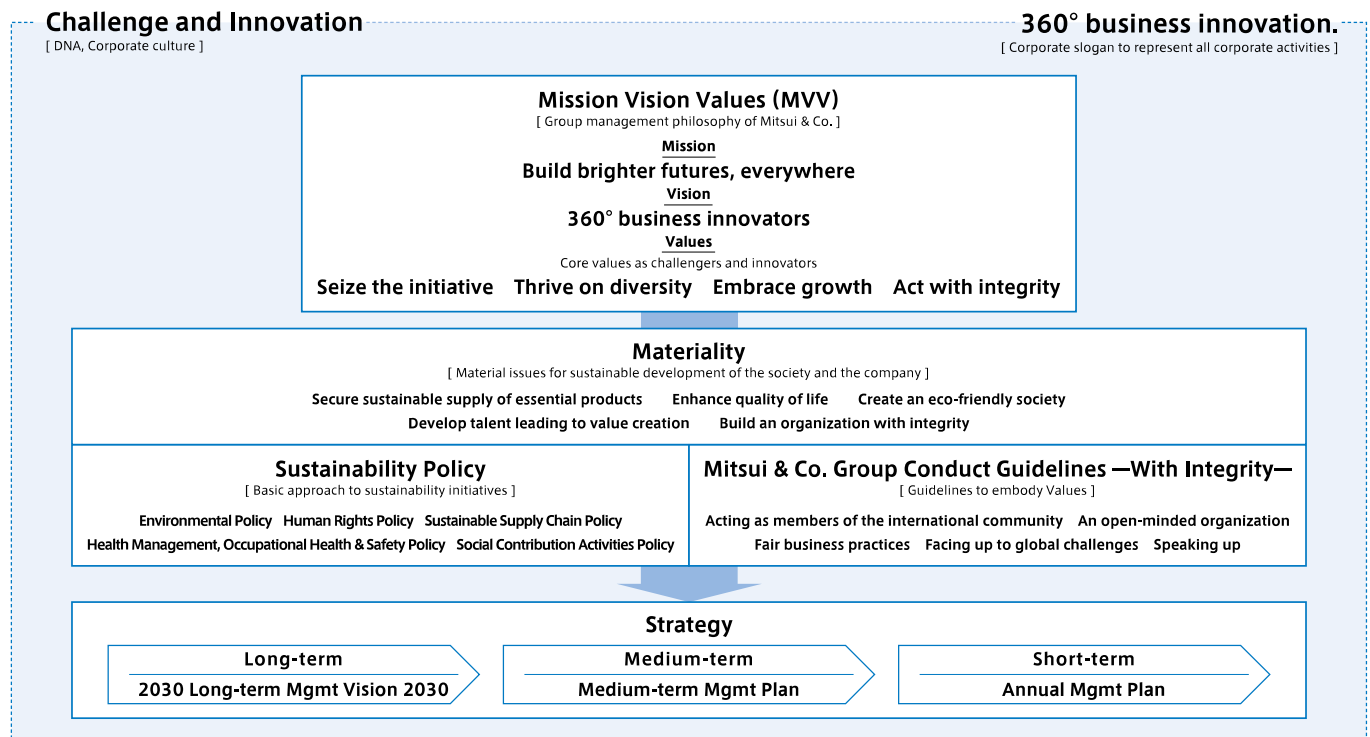 Challenge and Innovation
[ DNA, Corporate culture ]
360° business innovation.
[ Corporate slogan to represent all corporate activities ]
Mission Vision Values (MVV)
[ Group management philosophy of Mitsui & Co. ]
Mission
Build brighter futures, everywhere
Vision
360° business innovators
Values
Core values as challengers and innovators
Seize the initiative Thrive on diversity Embrace growth Act with integrity
Materiality
[ Material issues for sustainable development of the society and the company ]
Secure sustainable supply of essential products Enhance quality of life Create an eco-friendly society
Develop talent leading to value creation Build an organization with integrity
Sustainability Policy
[ Basic approach to sustainability initiatives ]
Environmental Policy Human Rights Policy Sustainable Supply Chain Policy
Health Management, Occupational Health & Safety Policy Social Contribution Activities Policy
Mitsui & Co. Group Conduct Guidelines —With Integrity—
[ Guidelines to embody Values ]
Acting as members of the international community An open-minded organization
Fair business practices Facing up to global challenges Speaking up
Strategy
Long-term
2030 Long-term Mgmt Vision 2030
Medium-term
Medium-term Mgmt Plan
Short-term
Annual Mgmt Plan